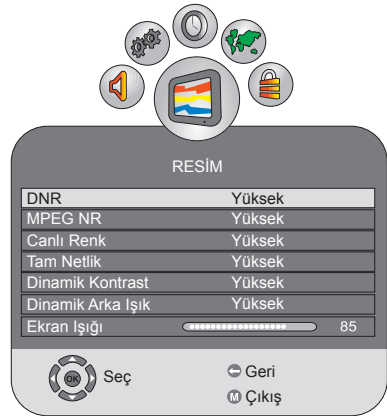 RESİM
DNR Yüksek
MPEG NR Yüksek
Canlı Renk Yüksek
Tam Netlik Yüksek
Dinamik Kontrast Yüksek
Dinamik Arka Işık Yüksek
Ekran Işığı 85
OK Seç
Geri
M Çıkış